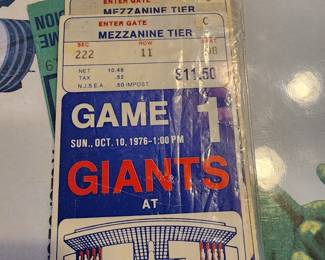 ENTER GATE
MEZZANINE TIER
ENTER GATE C
MEZZANINE TIER
SEC. ROW SEAT
222 11
NET 10.48
TAX .52
N.J.S.E.A. .50 IMPOST
$11.50
GAME 1
SUN., OCT. 10, 1976-1:00 PM
GIANTS
AT